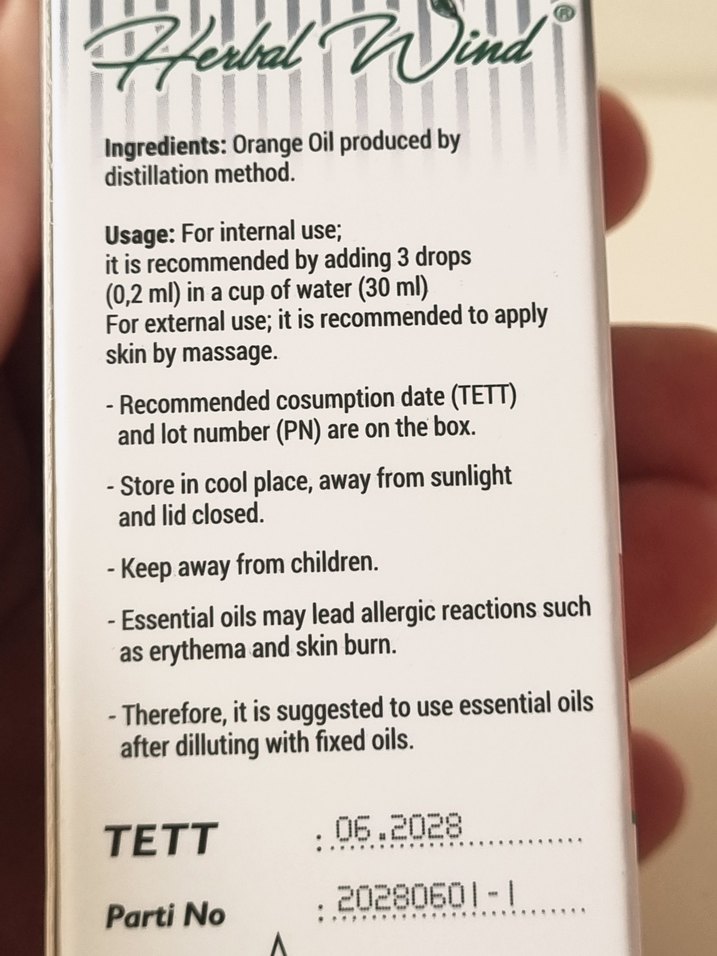 Herbal Wind®
Ingredients: Orange Oil produced by
distillation method.
Usage: For internal use;
it is recommended by adding 3 drops
(0,2 ml) in a cup of water (30 ml)
For external use; it is recommended to apply
skin by massage.
- Recommended cosumption date (TETT)
and lot number (PN) are on the box.
- Store in cool place, away from sunlight
and lid closed.
- Keep away from children.
- Essential oils may lead allergic reactions such
as erythema and skin burn.
- Therefore, it is suggested to use essential oils
after dilluting with fixed oils.
TETT : 06.2028
Parti No : 20280601-1